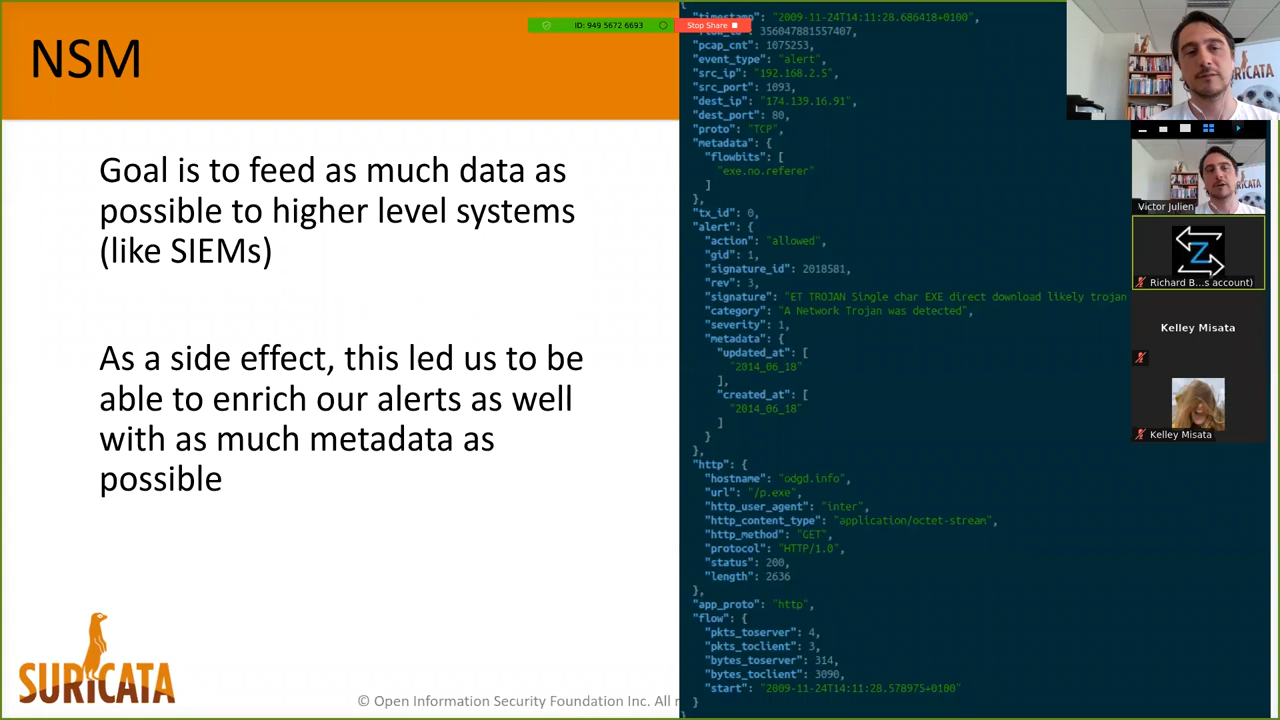 NSM
Goal is to feed as much data as
possible to higher level systems
(like SIEMs)
As a side effect, this led us to be
able to enrich our alerts as well
with as much metadata as
possible
SURICATA
© Open Information Security Foundation Inc. All r
ID: 949 5672 6693
Stop Share
{
"timestamp": "2009-11-24T14:11:28.686418+0100",
"flow_id": 356047881557407,
"pcap_cnt": 1075253,
"event_type": "alert",
"src_ip": "192.168.2.5",
"src_port": 1093,
"dest_ip": "174.139.16.91",
"dest_port": 80,
"proto": "TCP",
"metadata": {
"flowbits": [
"exe.no.referer"
]
},
"tx_id": 0,
"alert": {
"action": "allowed",
"gid": 1,
"signature_id": 2018581,
"rev": 3,
"signature": "ET TROJAN Single char EXE direct download likely trojan
"category": "A Network Trojan was detected",
"severity": 1,
"metadata": {
"updated_at": [
"2014_06_18"
],
"created_at": [
"2014_06_18"
]
}
},
"http": {
"hostname": "odgd.info",
"url": "/p.exe",
"http_user_agent": "inter",
"http_content_type": "application/octet-stream",
"http_method": "GET",
"protocol": "HTTP/1.0",
"status": 200,
"length": 2636
},
"app_proto": "http",
"flow": {
"pkts_toserver": 4,
"pkts_toclient": 3,
"bytes_toserver": 314,
"bytes_toclient": 3090,
"start": "2009-11-24T14:11:28.578975+0100"
}
}
RICATA
Victor Julien
Z
Richard B...s account)
Kelley Misata
Kelley Misata